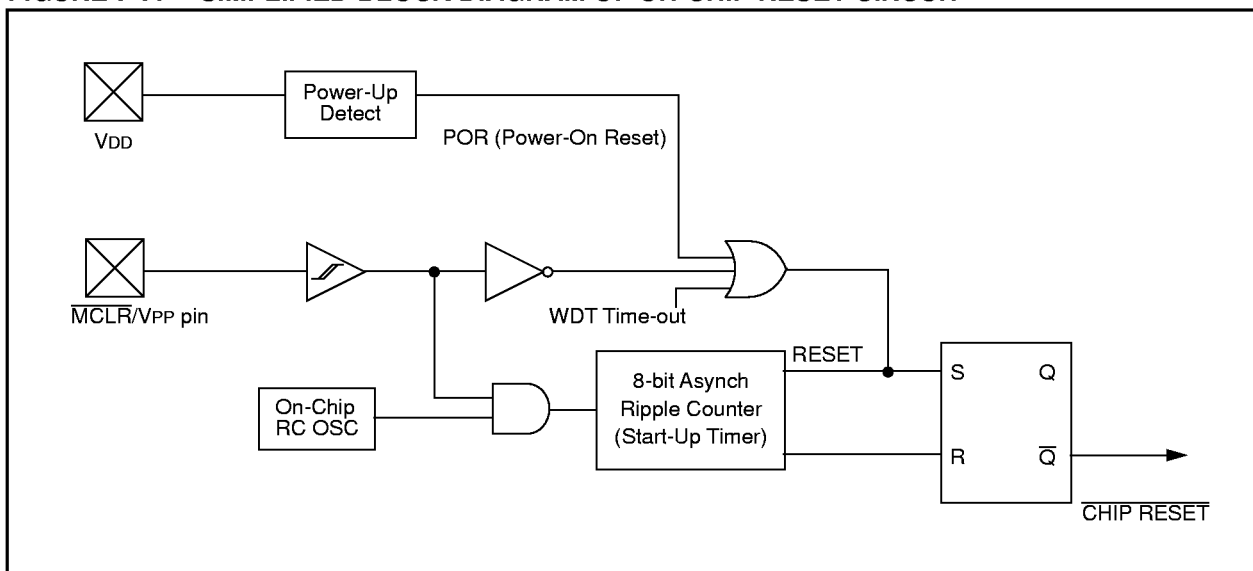 Power-Up
Detect
VDD
POR (Power-On Reset)
MCLR/VPP pin
WDT Time-out
RESET
8-bit Asynch
Ripple Counter
(Start-Up Timer)
On-Chip
RC OSC
S
Q
R
Q
CHIP RESET